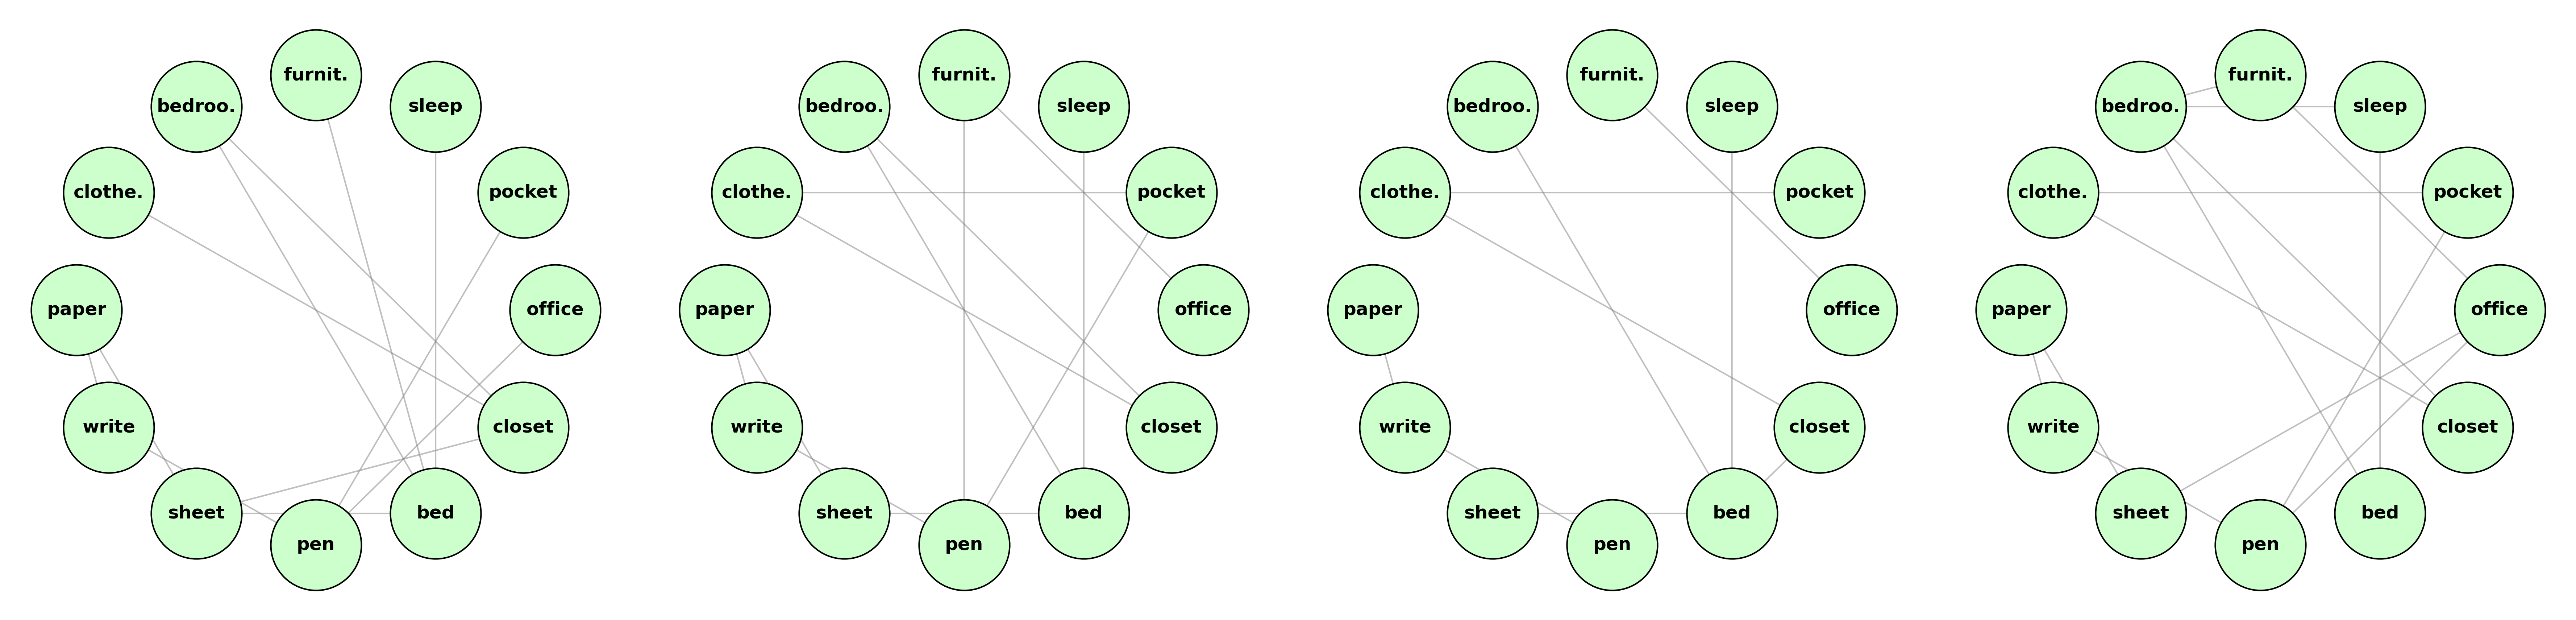 furnit.
bedroo.
sleep
clothe.
pocket
paper
office
write
closet
sheet
bed
pen
furnit.
bedroo.
sleep
clothe.
pocket
paper
office
write
closet
sheet
bed
pen
furnit.
bedroo.
sleep
clothe.
pocket
paper
office
write
closet
sheet
bed
pen
furnit.
bedroo.
sleep
clothe.
pocket
paper
office
write
closet
sheet
bed
pen